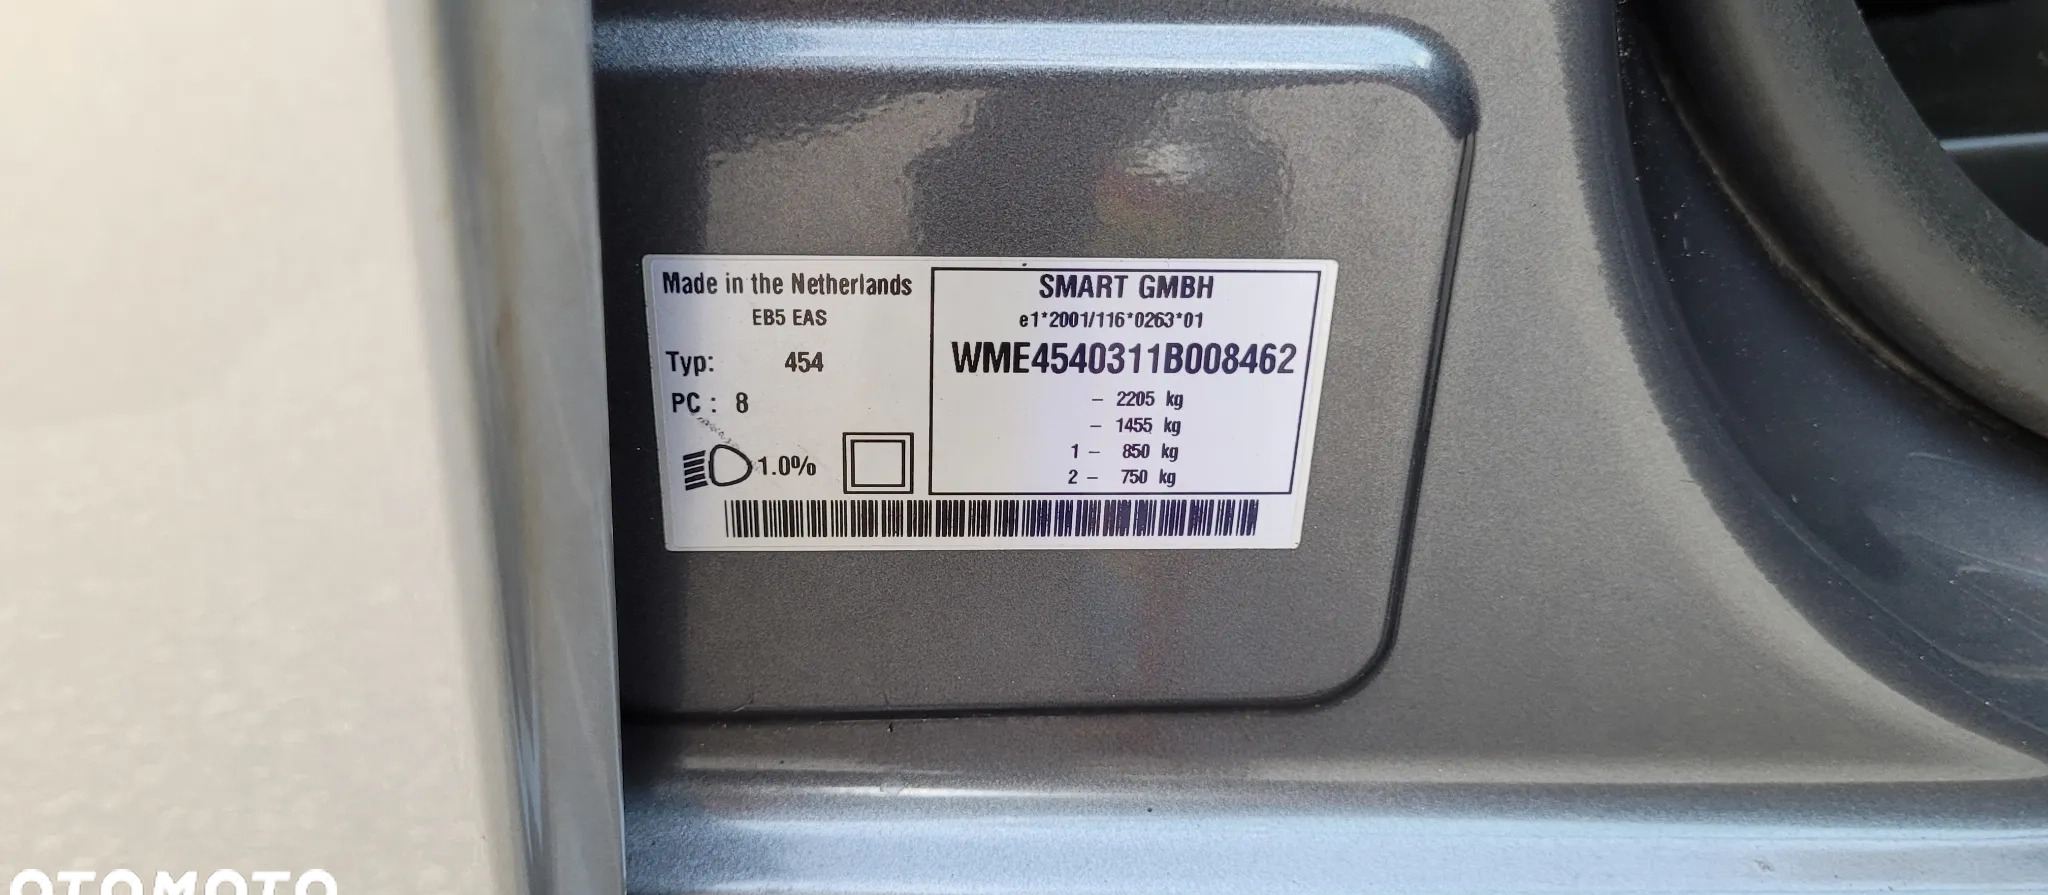 Made in the Netherlands
EB5 EAS
Typ: 454
PC : 8
1.0%
SMART GMBH
e1*2001/116*0263*01
WME4540311B008462
– 2205 kg
– 1455 kg
1 – 850 kg
2 – 750 kg
OTOMOTO